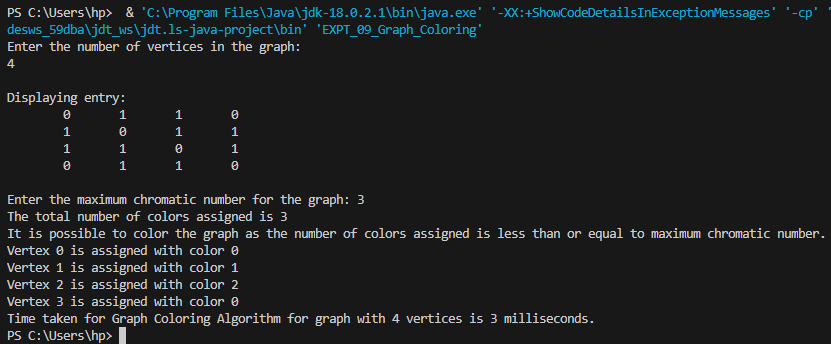 PS C:\Users\hp>  & 'C:\Program Files\Java\jdk-18.0.2.1\bin\java.exe' '-XX:+ShowCodeDetailsInExceptionMessages' '-cp' '
desws_59dba\jdt_ws\jdt.ls-java-project\bin' 'EXPT_09_Graph_Coloring'
Enter the number of vertices in the graph:
4
Displaying entry:
0 1 1 0
1 0 1 1
1 1 0 1
0 1 1 0
Enter the maximum chromatic number for the graph: 3
The total number of colors assigned is 3
It is possible to color the graph as the number of colors assigned is less than or equal to maximum chromatic number.
Vertex 0 is assigned with color 0
Vertex 1 is assigned with color 1
Vertex 2 is assigned with color 2
Vertex 3 is assigned with color 0
Time taken for Graph Coloring Algorithm for graph with 4 vertices is 3 milliseconds.
PS C:\Users\hp>